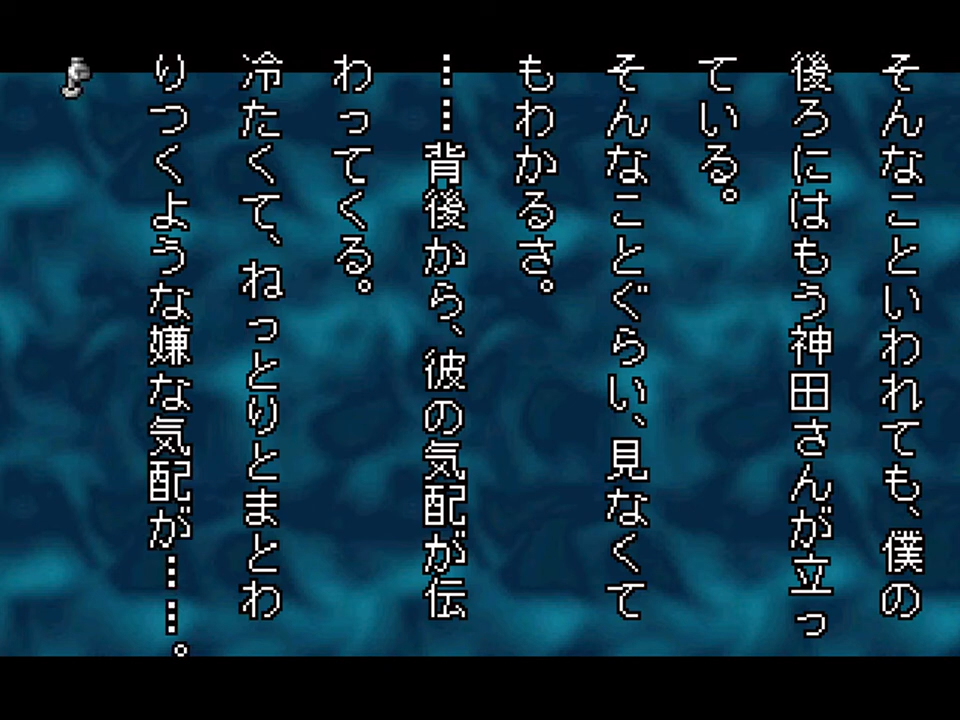 そんなこといわれても、僕の
後ろにはもう神田さんが立っ
ている。
そんなことぐらい、見なくて
もわかるさ。
……背後から、彼の気配が伝
わってくる。
冷たくて、ねっとりとまとわ
りつくような嫌な気配が……。